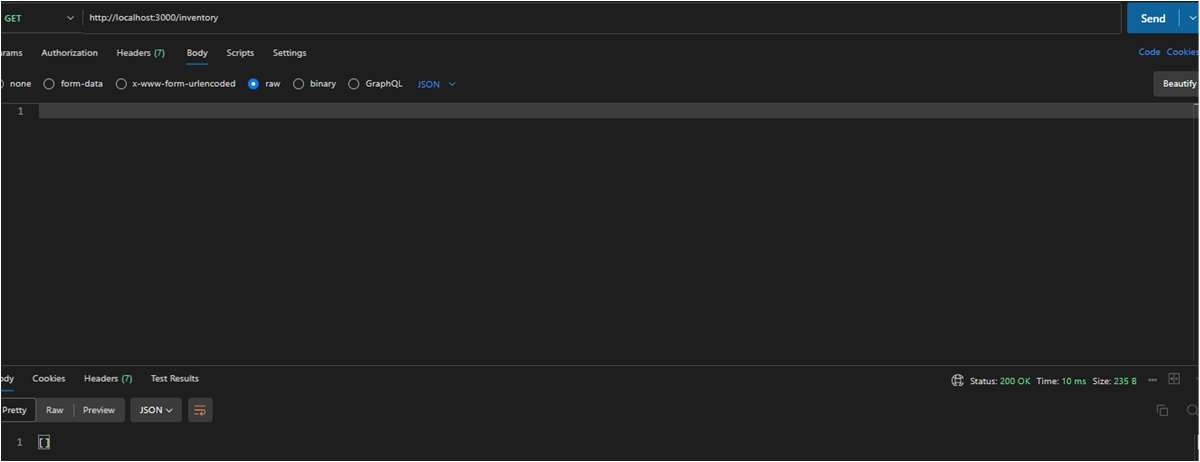 GET http://localhost:3000/inventory Send
arams Authorization Headers (7) Body Scripts Settings Code Cookies
none form-data x-www-form-urlencoded raw binary GraphQL JSON Beautify
1
ody Cookies Headers (7) Test Results Status: 200 OK Time: 10 ms Size: 235 B
Pretty Raw Preview JSON
1 []